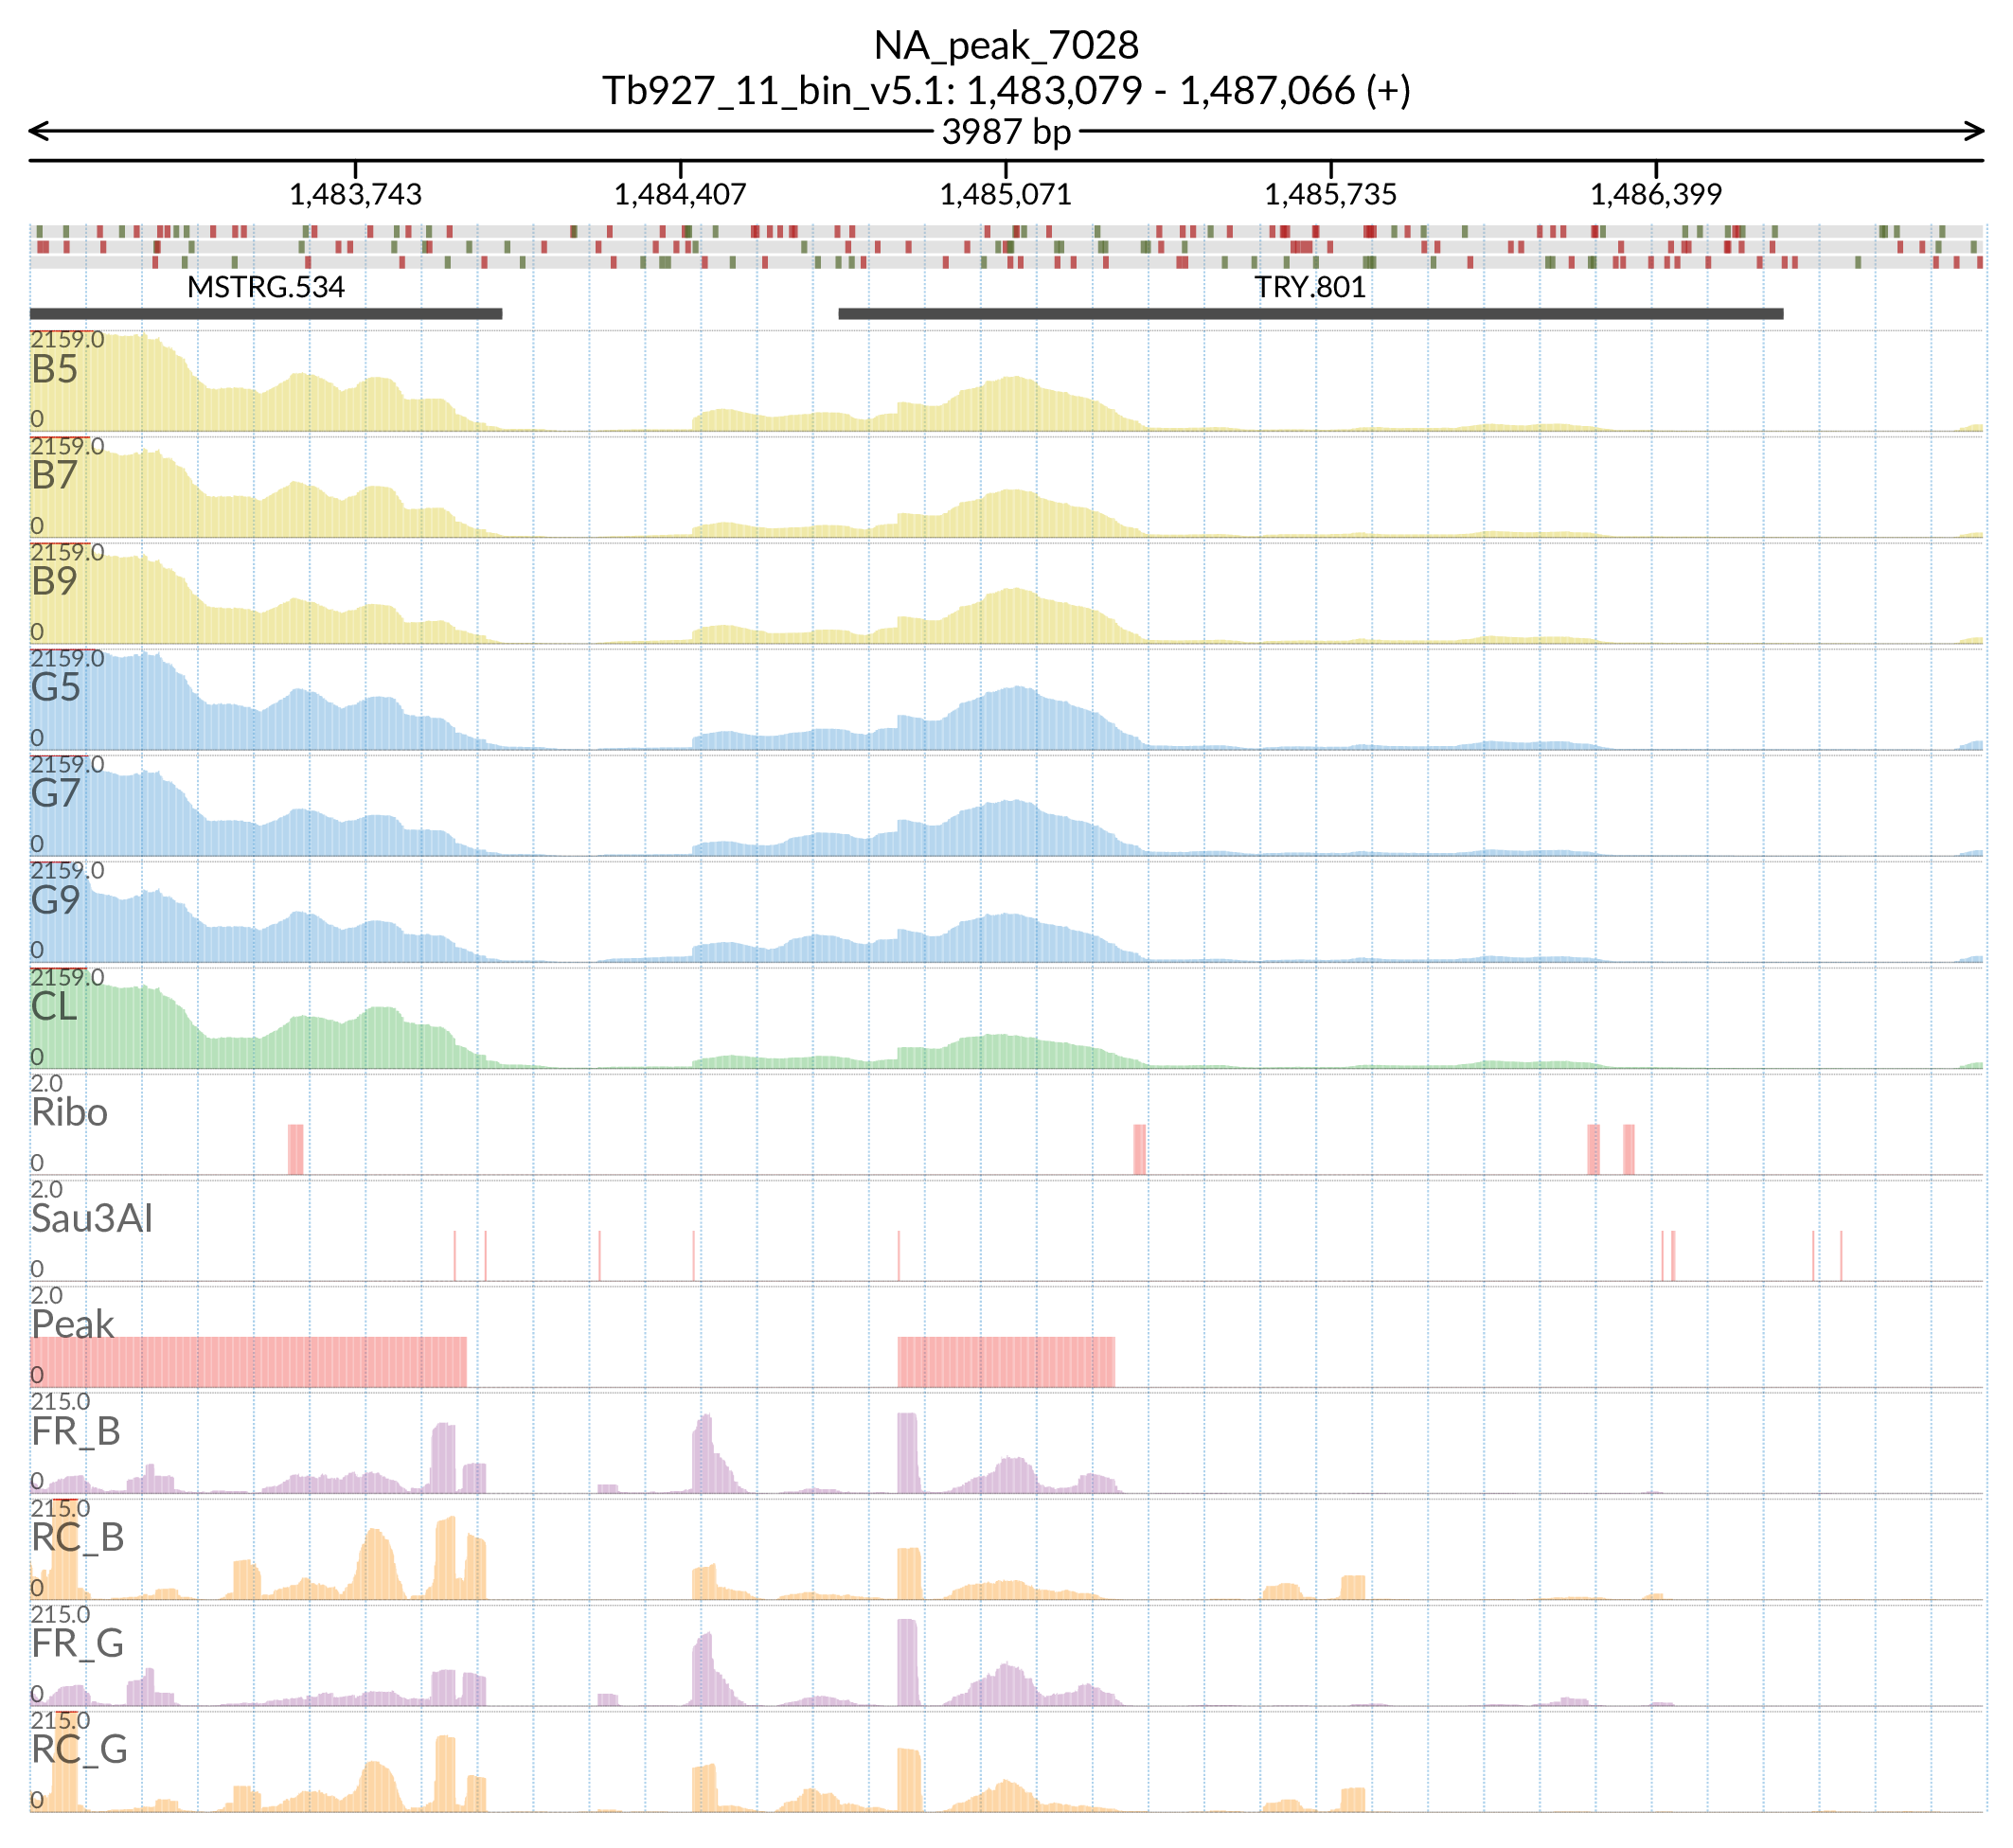 NA_peak_7028
Tb927_11_bin_v5.1: 1,483,079 - 1,487,066 (+)
3987 bp
1,483,743 1,484,407 1,485,071 1,485,735 1,486,399
MSTRG.534 TRY.801
2159.0
B5
0
2159.0
B7
0
2159.0
B9
0
2159.0
G5
0
2159.0
G7
0
2159.0
G9
0
2159.0
CL
0
2.0
Ribo
0
2.0
Sau3AI
0
2.0
Peak
0
215.0
FR_B
0
215.0
RC_B
0
215.0
FR_G
0
215.0
RC_G
0